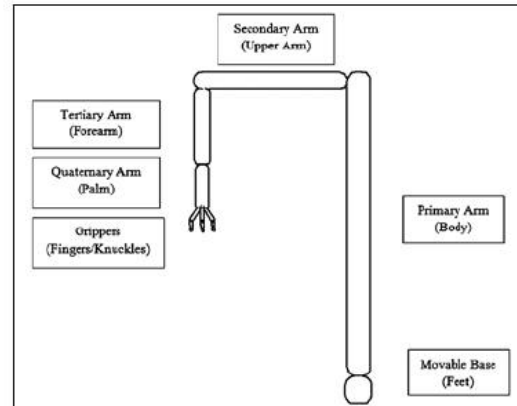 Secondary Arm
(Upper Arm)
Tertiary Arm
(Forearm)
Quaternary Arm
(Palm)
Grippers
(Fingers/Knuckles)
Primary Arm
(Body)
Movable Base
(Feet)